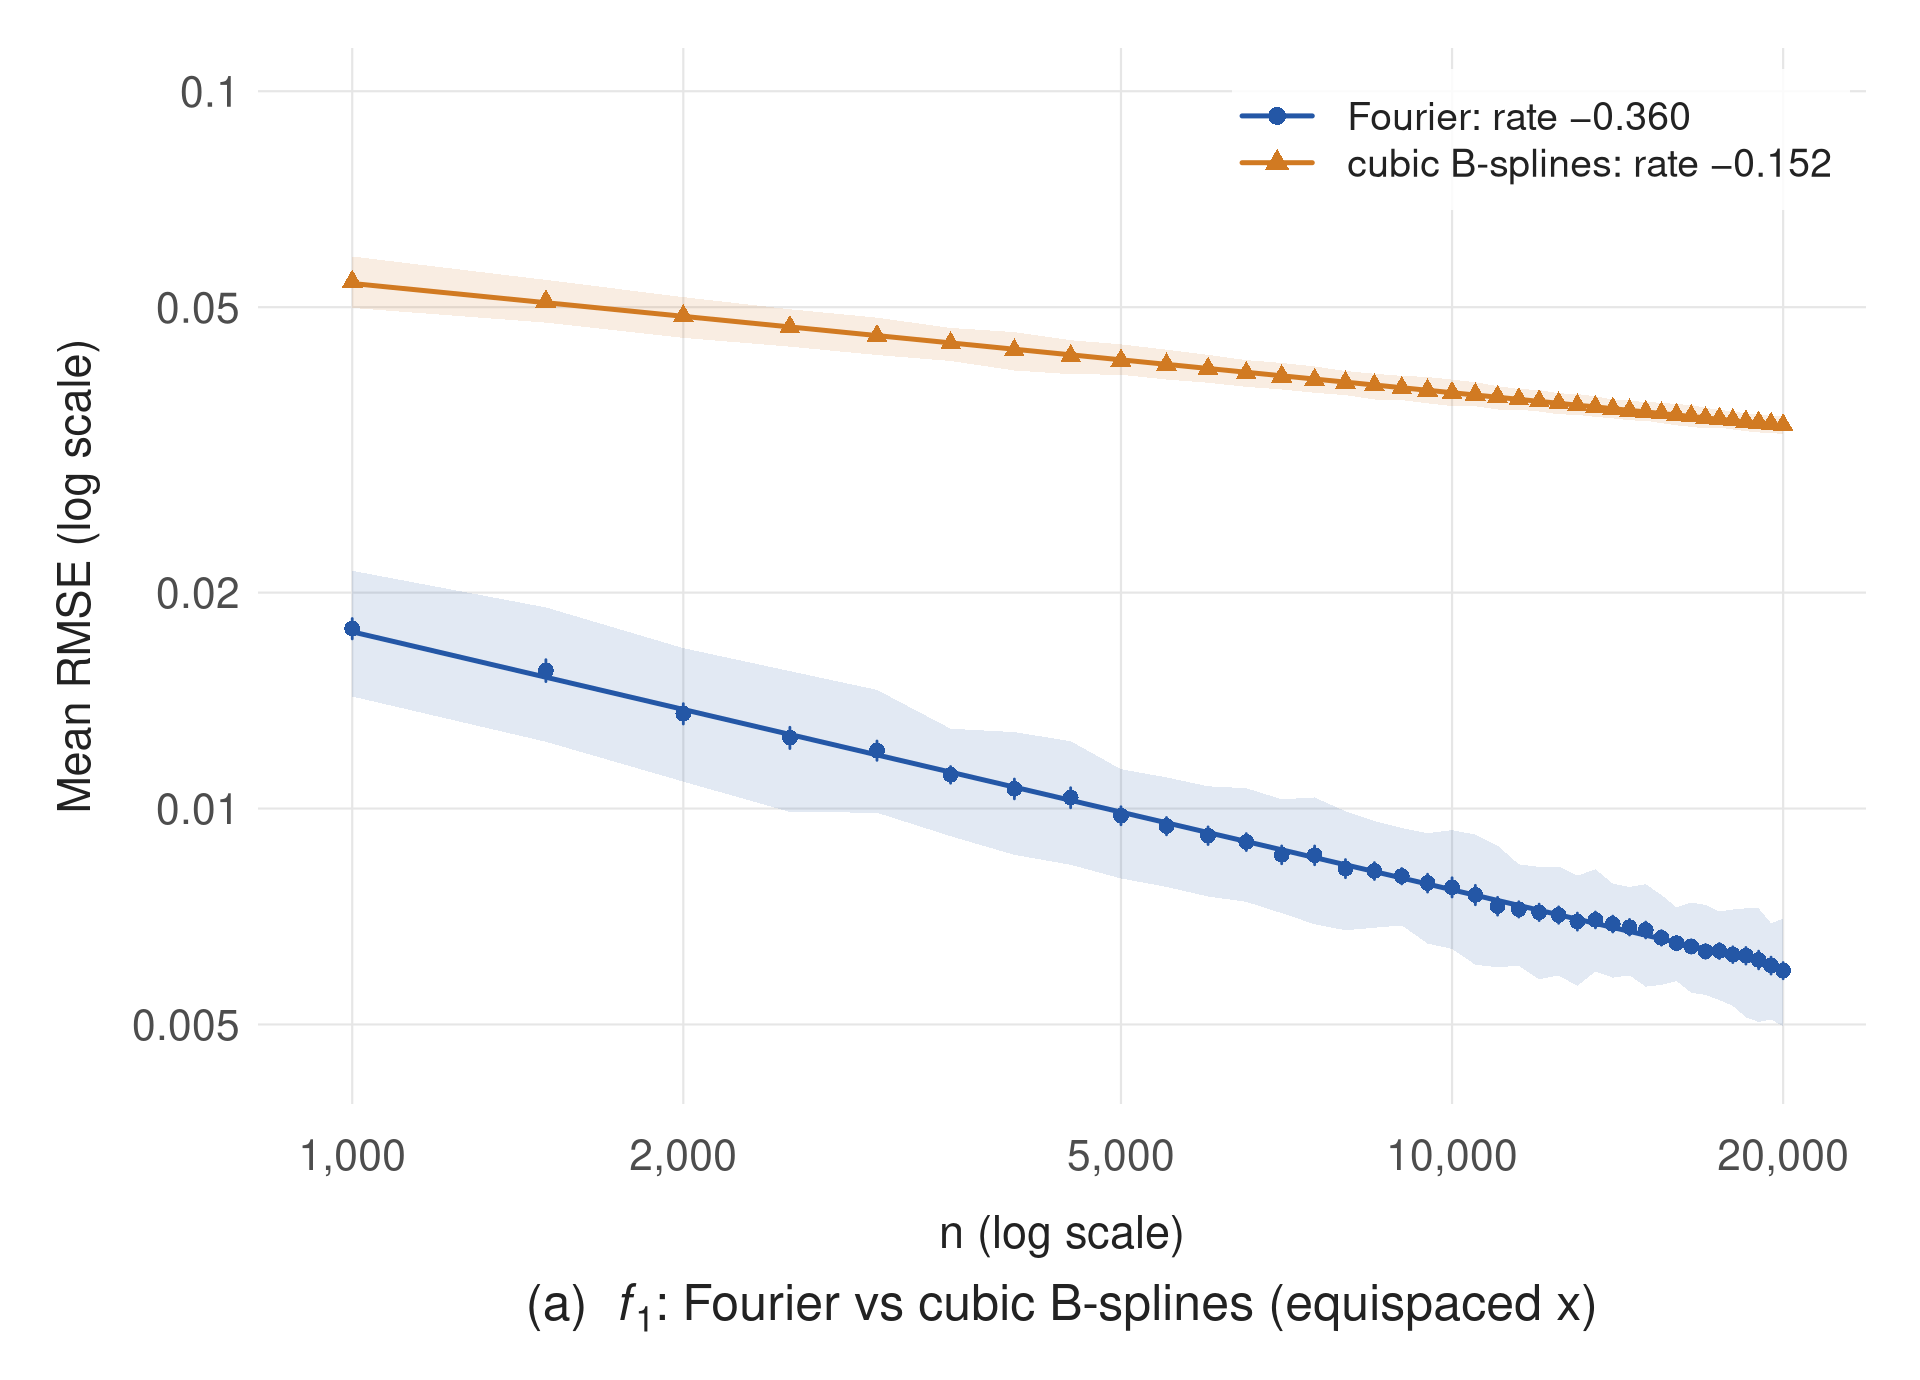 0.1
0.05
0.02
0.01
0.005
Mean RMSE (log scale)
Fourier: rate −0.360
cubic B-splines: rate −0.152
1,000
2,000
5,000
10,000
20,000
n (log scale)
(a) f1: Fourier vs cubic B-splines (equispaced x)